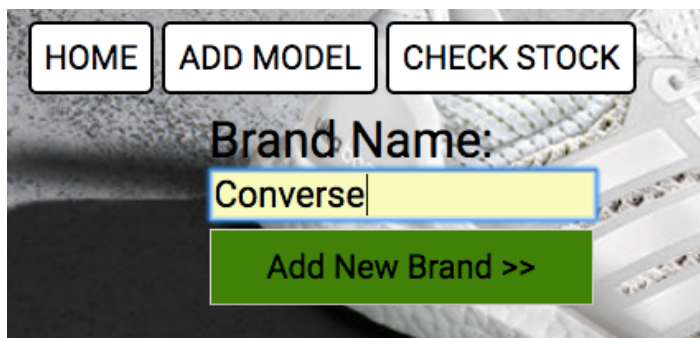 HOME ADD MODEL CHECK STOCK
Brand Name:
Converse
Add New Brand >>